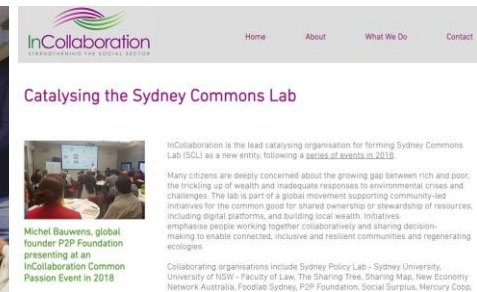 InCollaboration
STRENGTHENING THE SOCIAL SECTOR
Home About What We Do Contact
Catalysing the Sydney Commons Lab
InCollaboration is the lead catalysing organisation for forming Sydney Commons
Lab (SCL) as a new entity, following a series of events in 2018.
Many citizens are deeply concerned about the growing gap between rich and poor,
the trickling up of wealth and inadequate responses to environmental crises and
challenges. The lab is part of a global movement supporting community-led
initiatives for the common good for shared ownership or stewardship of resources,
including digital platforms, and building local wealth. Initiatives
emphasise people working together collaboratively and sharing decision-
making to enable connected, inclusive and resilient communities and regenerating
ecologies.
Collaborating organisations include Sydney Policy Lab - Sydney University,
University of NSW - Faculty of Law, The Sharing Tree, Sharing Map, New Economy
Network Australia, Foodlab Sydney, P2P Foundation, Social Surplus, Mercury Coop,
Michel Bauwens, global
founder P2P Foundation
presenting at an
InCollaboration Common
Passion Event in 2018